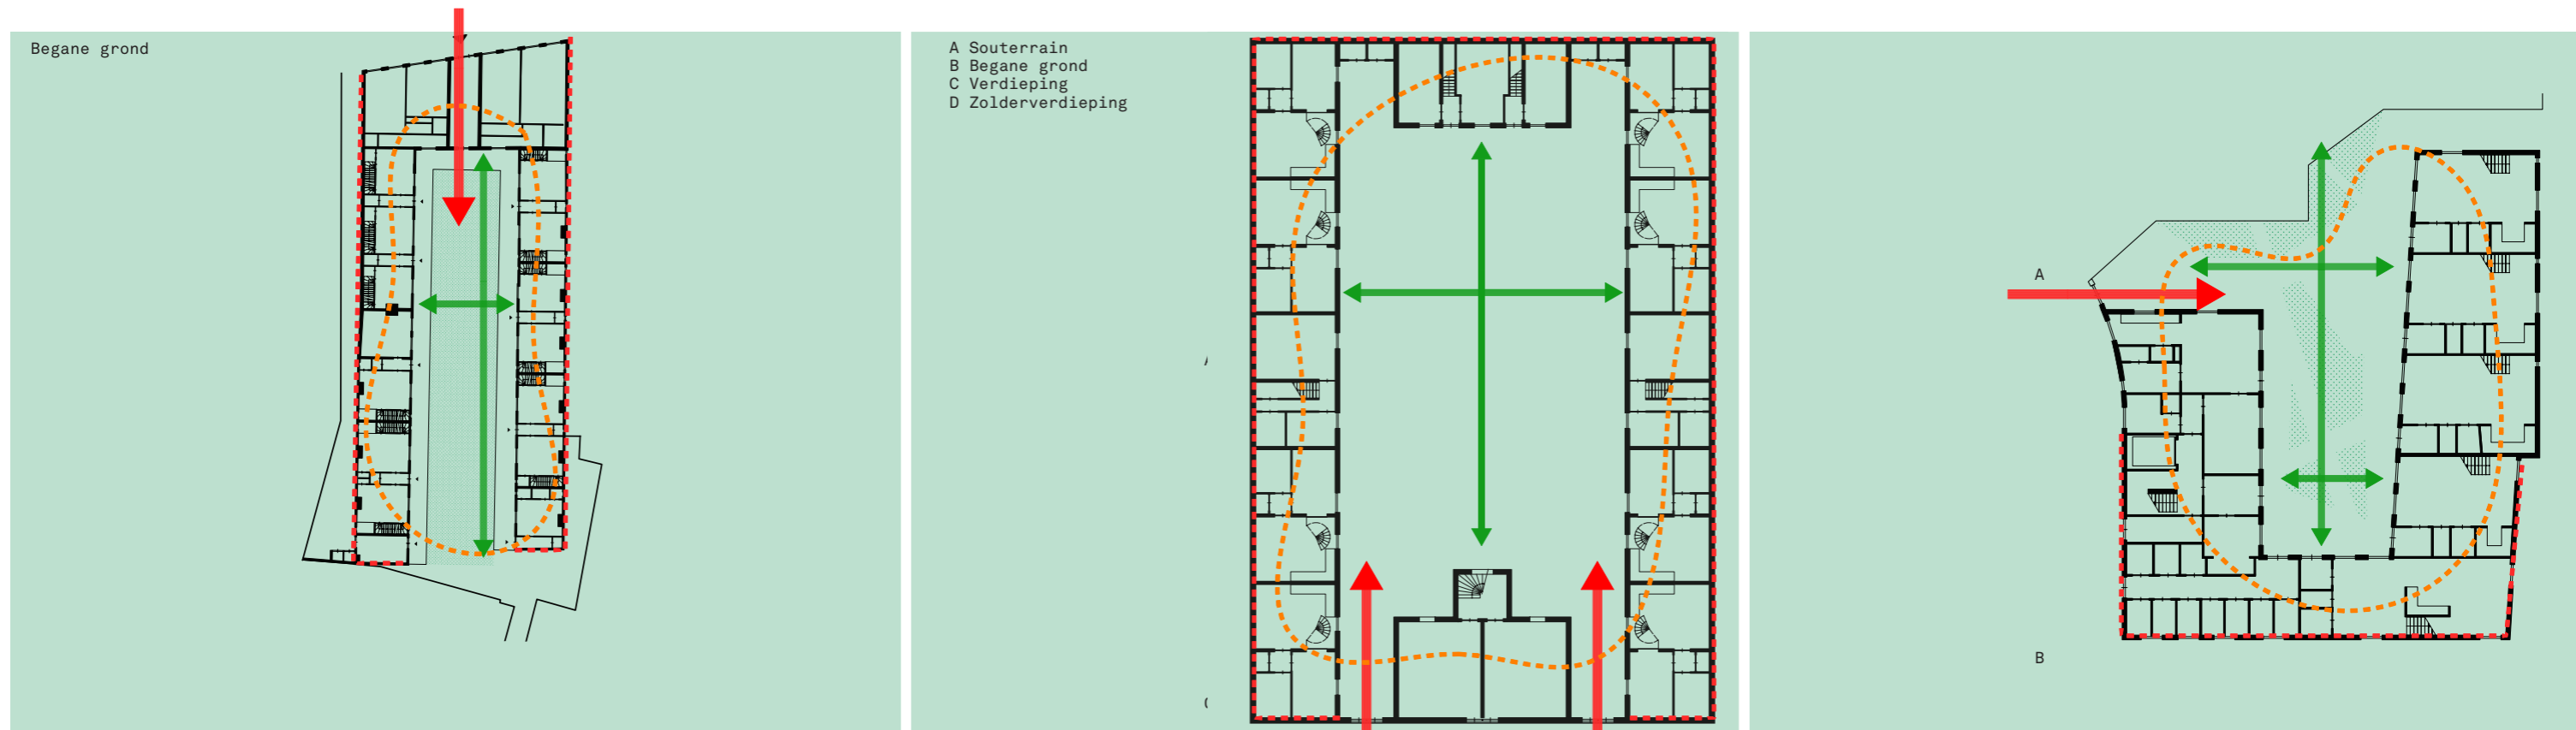 Begane grond
A Souterrain
B Begane grond
C Verdieping
D Zolderverdieping
A
B